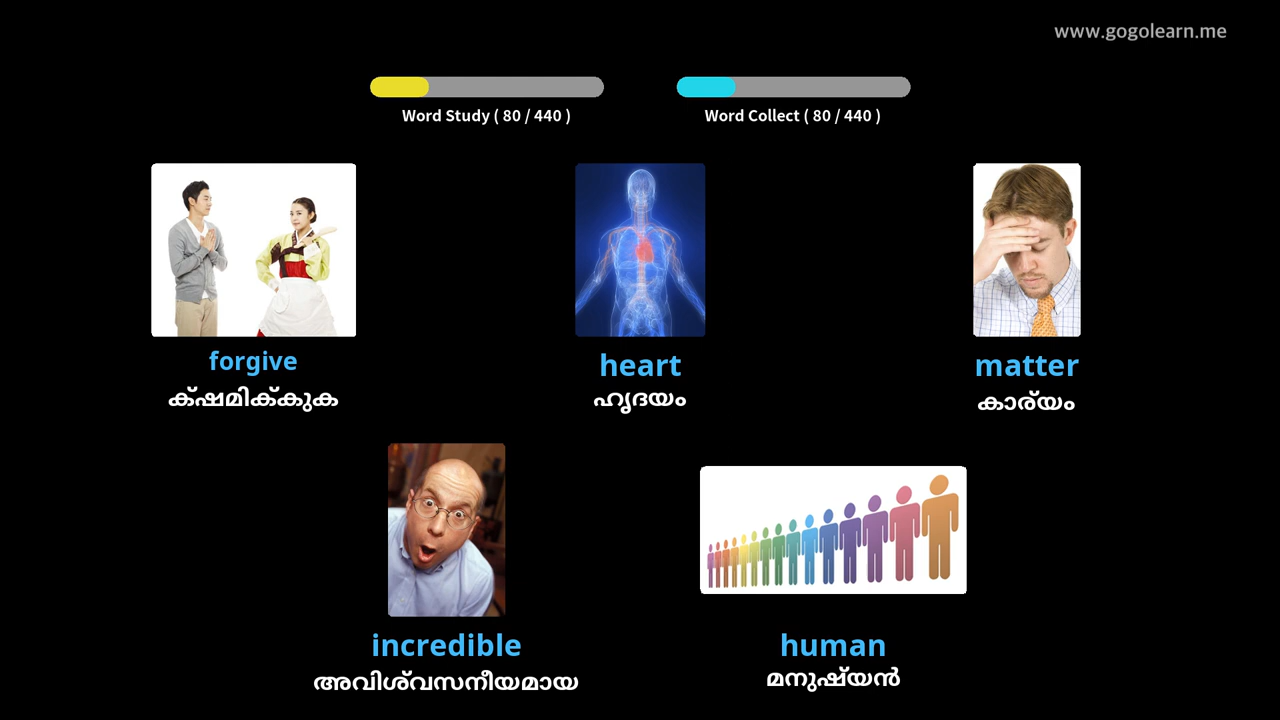 www.gogolearn.me
Word Study ( 80 / 440 )
Word Collect ( 80 / 440 )
forgive
ക്ഷമിക്കുക
heart
ഹൃദയം
matter
കാര്യം
incredible
അവിശ്വസനീയമായ
human
മനുഷ്യൻ